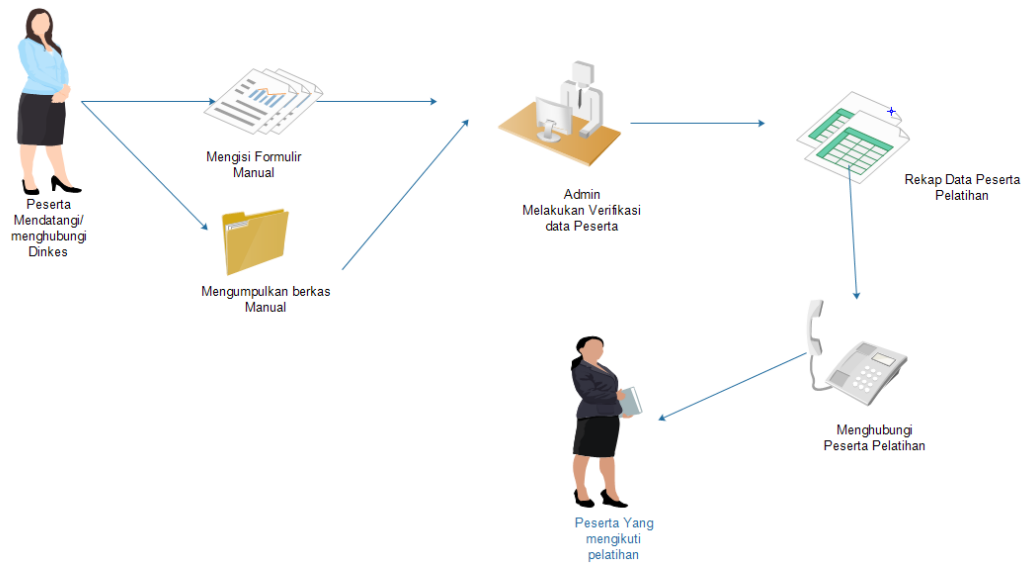 Peserta
Mendatangi/
menghubungi
Dinkes
Mengisi Formulir
Manual
Mengumpulkan berkas
Manual
Admin
Melakukan Verifikasi
data Peserta
Rekap Data Peserta
Pelatihan
Menghubungi
Peserta Pelatihan
Peserta Yang
mengikuti
pelatihan